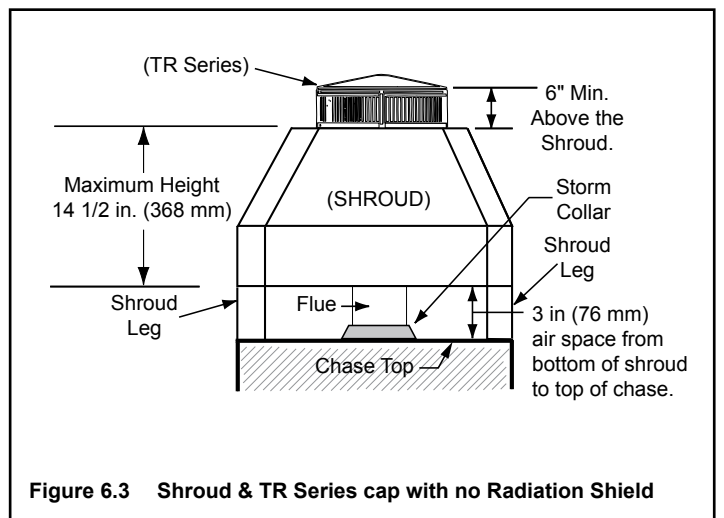 (TR Series)
6" Min.
Above the
Shroud.
Maximum Height
14 1/2 in. (368 mm)
(SHROUD)
Storm
Collar
Shroud
Leg
Shroud
Leg
Flue
3 in (76 mm)
air space from
bottom of shroud
to top of chase.
Chase Top
Figure 6.3 Shroud & TR Series cap with no Radiation Shield